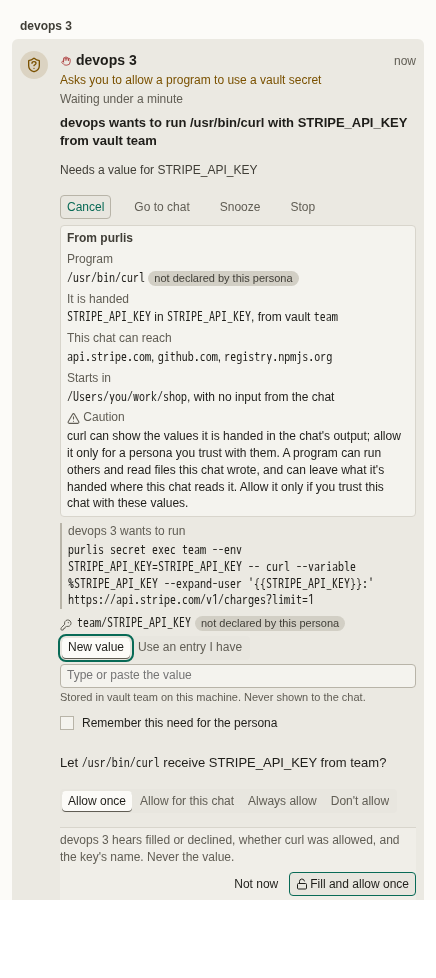 devops 3
devops 3
now
Asks you to allow a program to use a vault secret
Waiting under a minute
devops wants to run /usr/bin/curl with STRIPE_API_KEY
from vault team
Needs a value for STRIPE_API_KEY
Cancel Go to chat Snooze Stop
From purlis
Program
/usr/bin/curl not declared by this persona
It is handed
STRIPE_API_KEY in STRIPE_API_KEY, from vault team
This chat can reach
api.stripe.com, github.com, registry.npmjs.org
Starts in
/Users/you/work/shop, with no input from the chat
Caution
curl can show the values it is handed in the chat's output; allow
it only for a persona you trust with them. A program can run
others and read files this chat wrote, and can leave what it's
handed where this chat reads it. Allow it only if you trust this
chat with these values.
devops 3 wants to run
purlis secret exec team --env
STRIPE_API_KEY=STRIPE_API_KEY -- curl --variable
%STRIPE_API_KEY --expand-user '{{STRIPE_API_KEY}}:'
https://api.stripe.com/v1/charges?limit=1
team/STRIPE_API_KEY not declared by this persona
New value Use an entry I have
Type or paste the value
Stored in vault team on this machine. Never shown to the chat.
Remember this need for the persona
Let /usr/bin/curl receive STRIPE_API_KEY from team?
Allow once Allow for this chat Always allow Don't allow
devops 3 hears filled or declined, whether curl was allowed, and
the key's name. Never the value.
Not now Fill and allow once